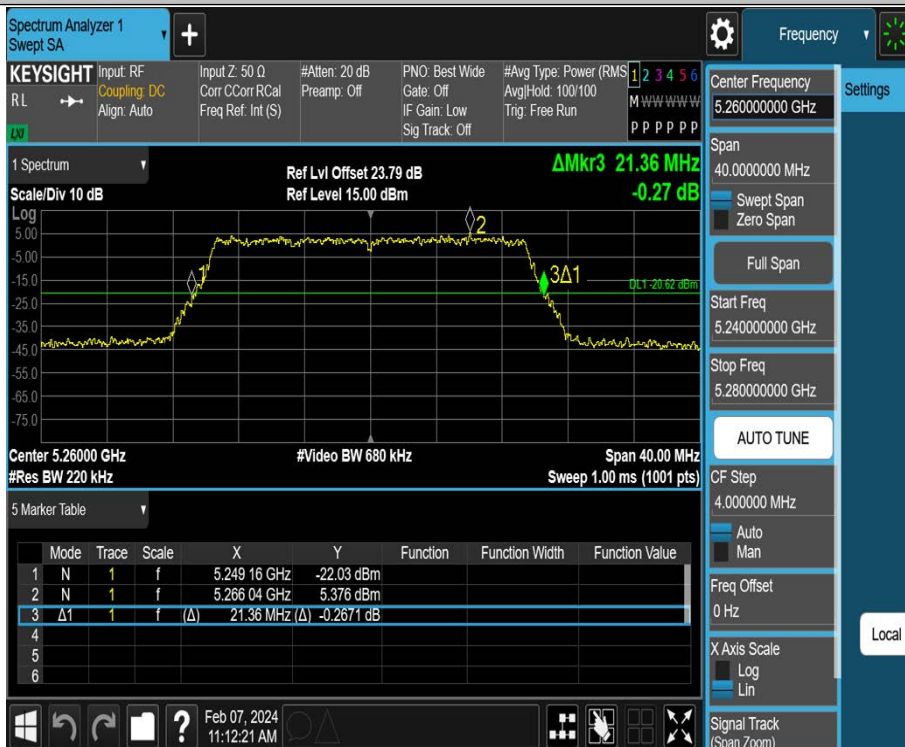 Spectrum Analyzer 1
Swept SA
+
Frequency
KEYSIGHT Input: RF Input Z: 50 Ω #Atten: 20 dB PNO: Best Wide #Avg Type: Power (RMS 1 2 3 4 5 6
RL Coupling: DC Corr CCorr RCal Preamp: Off Gate: Off Avg|Hold: 100/100
Align: Auto Freq Ref: Int (S) IF Gain: Low Trig: Free Run M W W W W W
Sig Track: Off P P P P P P
LXI
Center Frequency
5.260000000 GHz
Settings
Span
40.0000000 MHz
Swept Span
Zero Span
Full Span
Start Freq
5.240000000 GHz
Stop Freq
5.280000000 GHz
AUTO TUNE
CF Step
4.000000 MHz
Auto
Man
Freq Offset
0 Hz
X Axis Scale
Log
Lin
Local
Signal Track
(Span Zoom)
1 Spectrum
Ref Lvl Offset 23.79 dB ΔMkr3 21.36 MHz
Scale/Div 10 dB Ref Level 15.00 dBm -0.27 dB
Log
5.00
-5.00
-15.0
-25.0
-35.0
-45.0
-55.0
-65.0
-75.0
1
2
3Δ1
DL1 -20.62 dBm
Center 5.26000 GHz #Video BW 680 kHz Span 40.00 MHz
#Res BW 220 kHz Sweep 1.00 ms (1001 pts)
5 Marker Table
Mode Trace Scale X Y Function Function Width Function Value
1 N 1 f 5.249 16 GHz -22.03 dBm
2 N 1 f 5.266 04 GHz 5.376 dBm
3 Δ1 1 f (Δ) 21.36 MHz (Δ) -0.2671 dB
4
5
6
?
Feb 07, 2024
11:12:21 AM